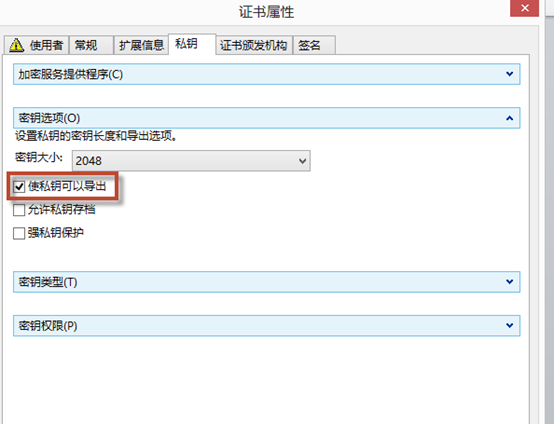 证书属性
使用者 常规 扩展信息 私钥 证书颁发机构 签名
加密服务提供程序(C)
密钥选项(O)
设置私钥的密钥长度和导出选项。
密钥大小: 2048
使私钥可以导出
允许私钥存档
强私钥保护
密钥类型(T)
密钥权限(P)